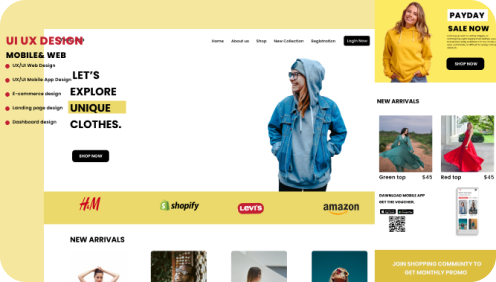 UI UX DESIGN
MOBILE& WEB
UX/UI Web Design
UX/UI Mobile App Design
E-commerce design
Landing page design
Dashboard design
Home About us Shop New Collection Registration Login Now
LET'S
EXPLORE
UNIQUE
CLOTHES.
SHOP NOW
H&M shopify Levi's amazon
NEW ARRIVALS
PAYDAY
SALE NOW
SHOP NOW
NEW ARRIVALS
Green top $45 Red top $45
DAWNLOAD MOBILE APP
GET THE VOUCHER.
JOIN SHOPPING COMMUNITY TO
GET MONTHLY PROMO